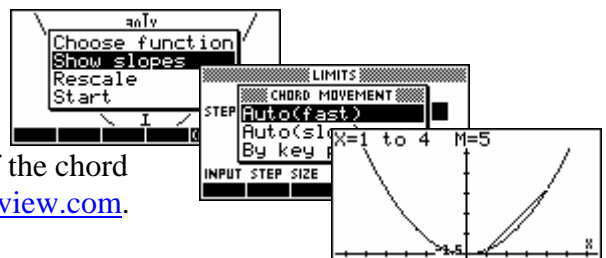 Choose function
Show slopes
Rescale
Start
LIMITS
CHORD MOVEMENT
STEP
Auto(fast)
Auto(slo
By key p
INPUT STEP SIZE
X=1 to 4 M=5
X
f the chord
view.com.